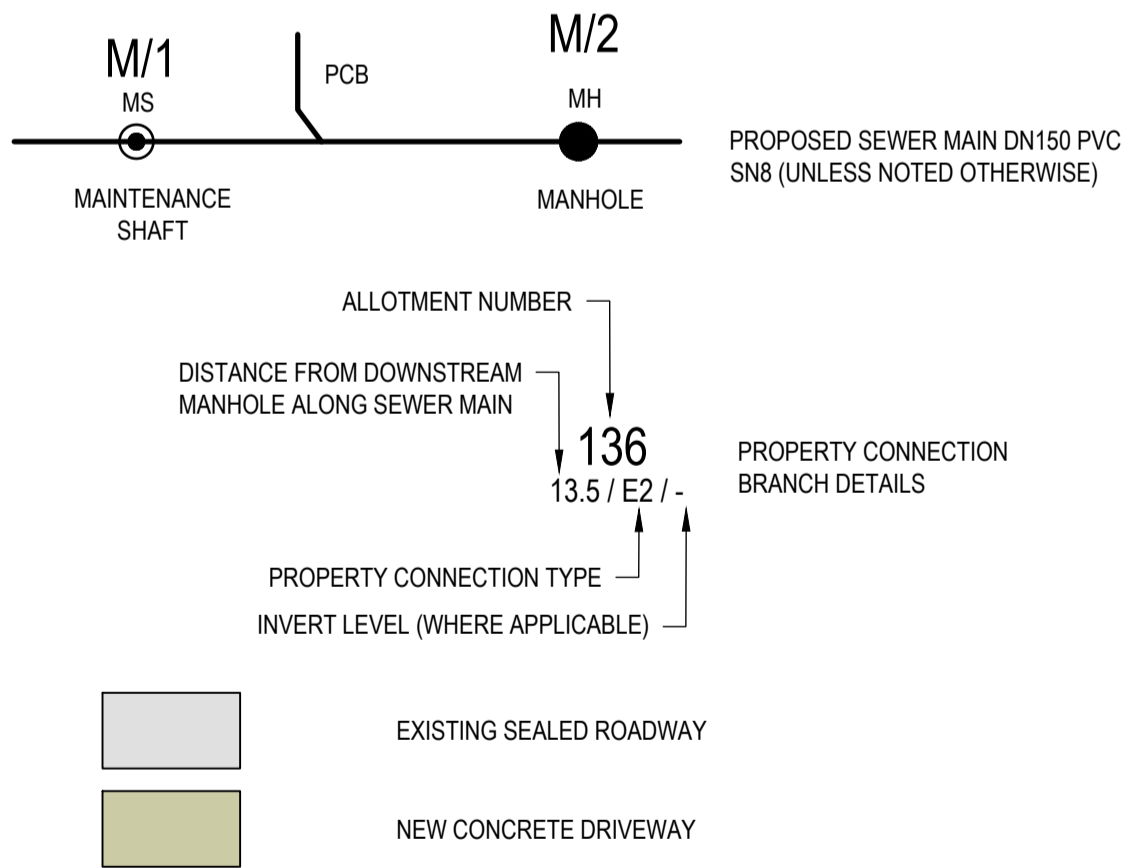 M/1
MS
PCB
M/2
MH
MAINTENANCE
SHAFT
MANHOLE
PROPOSED SEWER MAIN DN150 PVC
SN8 (UNLESS NOTED OTHERWISE)
ALLOTMENT NUMBER
DISTANCE FROM DOWNSTREAM
MANHOLE ALONG SEWER MAIN
136
13.5 / E2 / -
PROPERTY CONNECTION
BRANCH DETAILS
PROPERTY CONNECTION TYPE
INVERT LEVEL (WHERE APPLICABLE)
EXISTING SEALED ROADWAY
NEW CONCRETE DRIVEWAY